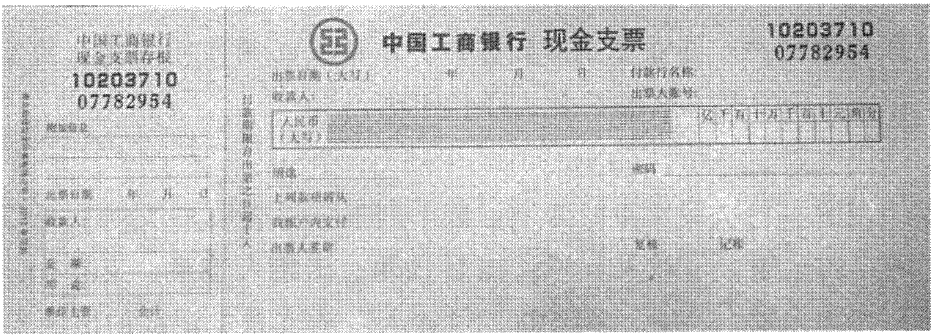 中国工商银行
现金支票存根
10203710
07782954
附加信息
出票日期 年 月 日
收款人:
金 额
用 途
单位主管 会计
付款期限自出票之日起十天
中国工商银行 现金支票
10203710
07782954
出票日期(大写) 年 月 日 付款行名称:
收款人: 出票人账号:
人民币
(大写)
亿千百十万千百十元角分
用途 密码
上列款项请从
我账户内支付
出票人签章 复核 记账